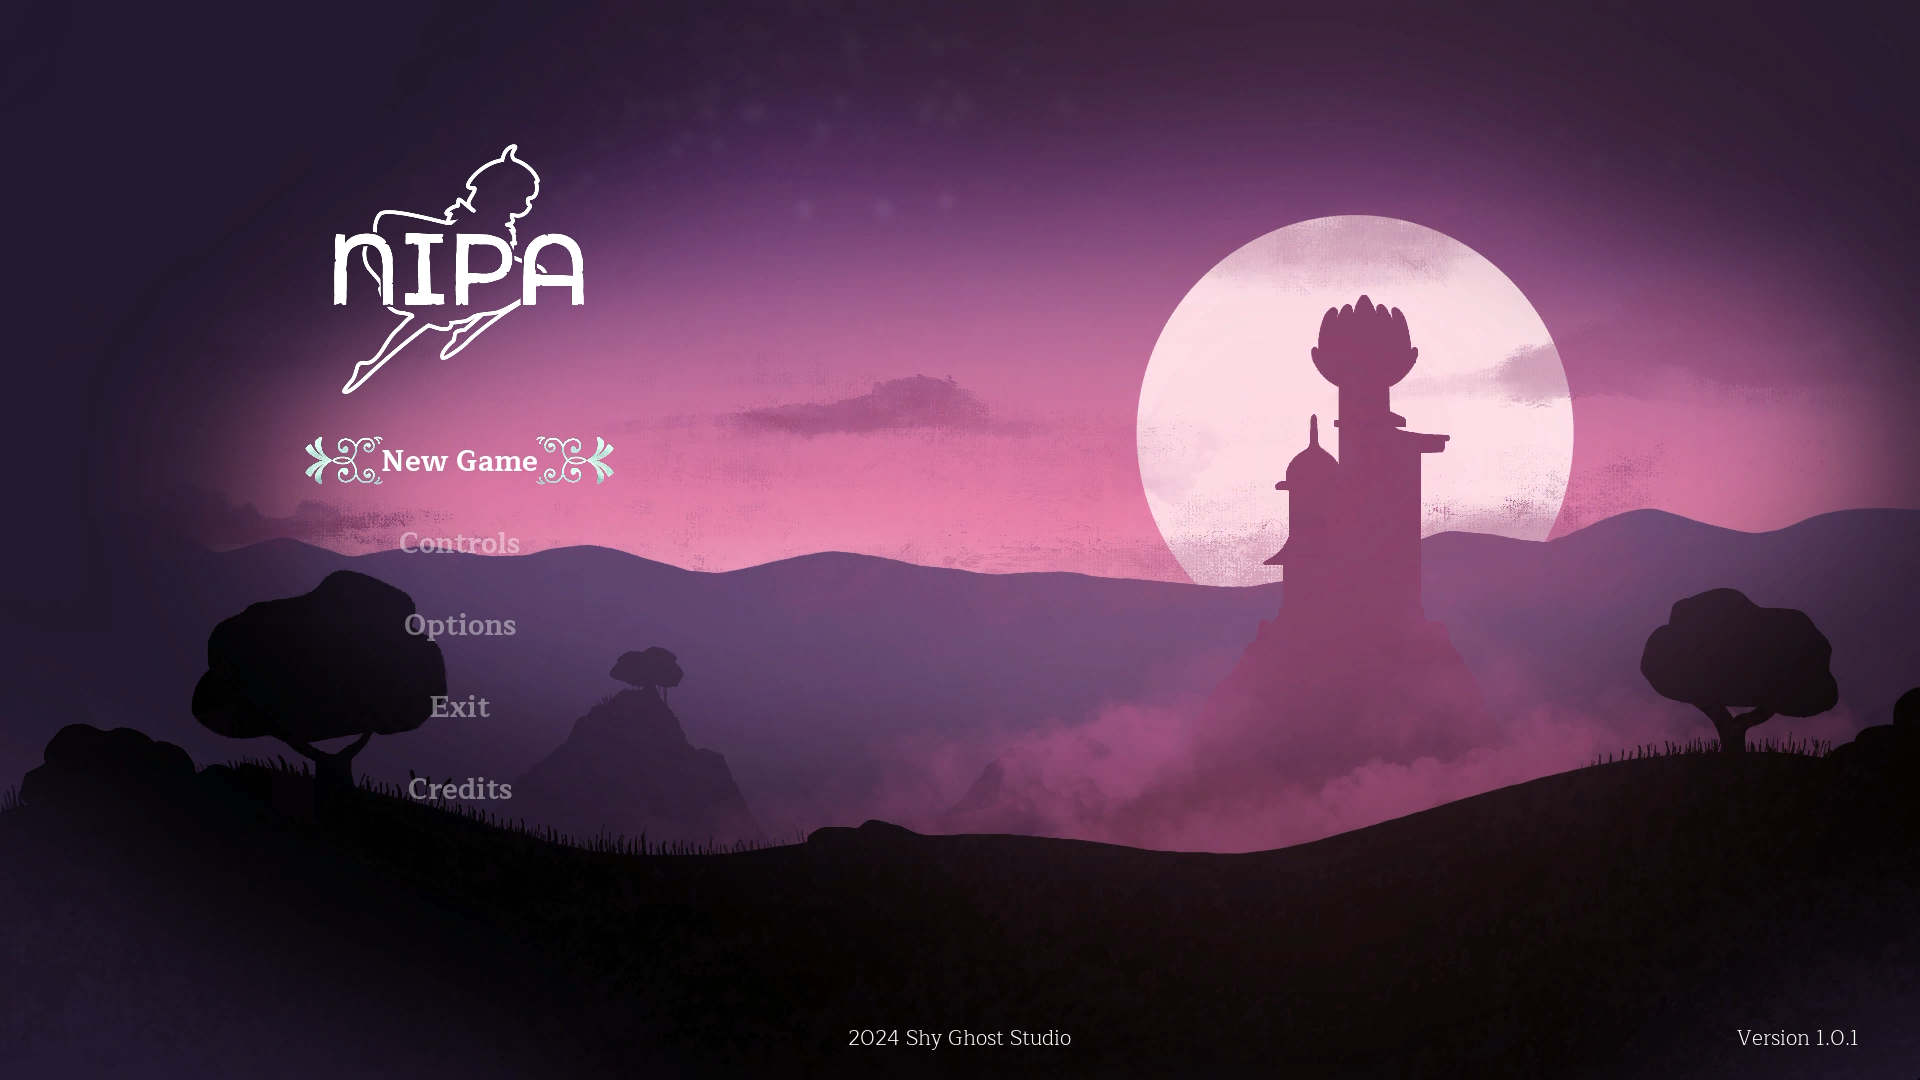 nIPA
New Game
Controls
Options
Exit
Credits
2024 Shy Ghost Studio
Version 1.0.1